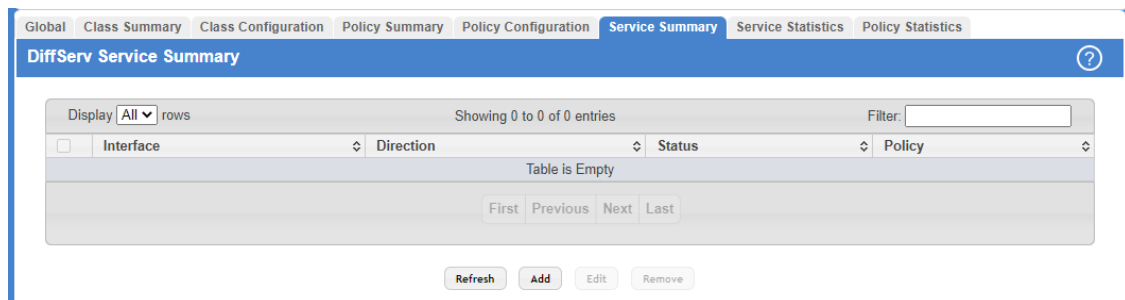 Global Class Summary Class Configuration Policy Summary Policy Configuration Service Summary Service Statistics Policy Statistics
DiffServ Service Summary ?
Display All rows Showing 0 to 0 of 0 entries Filter:
Interface Direction Status Policy
Table is Empty
First Previous Next Last
Refresh Add Edit Remove